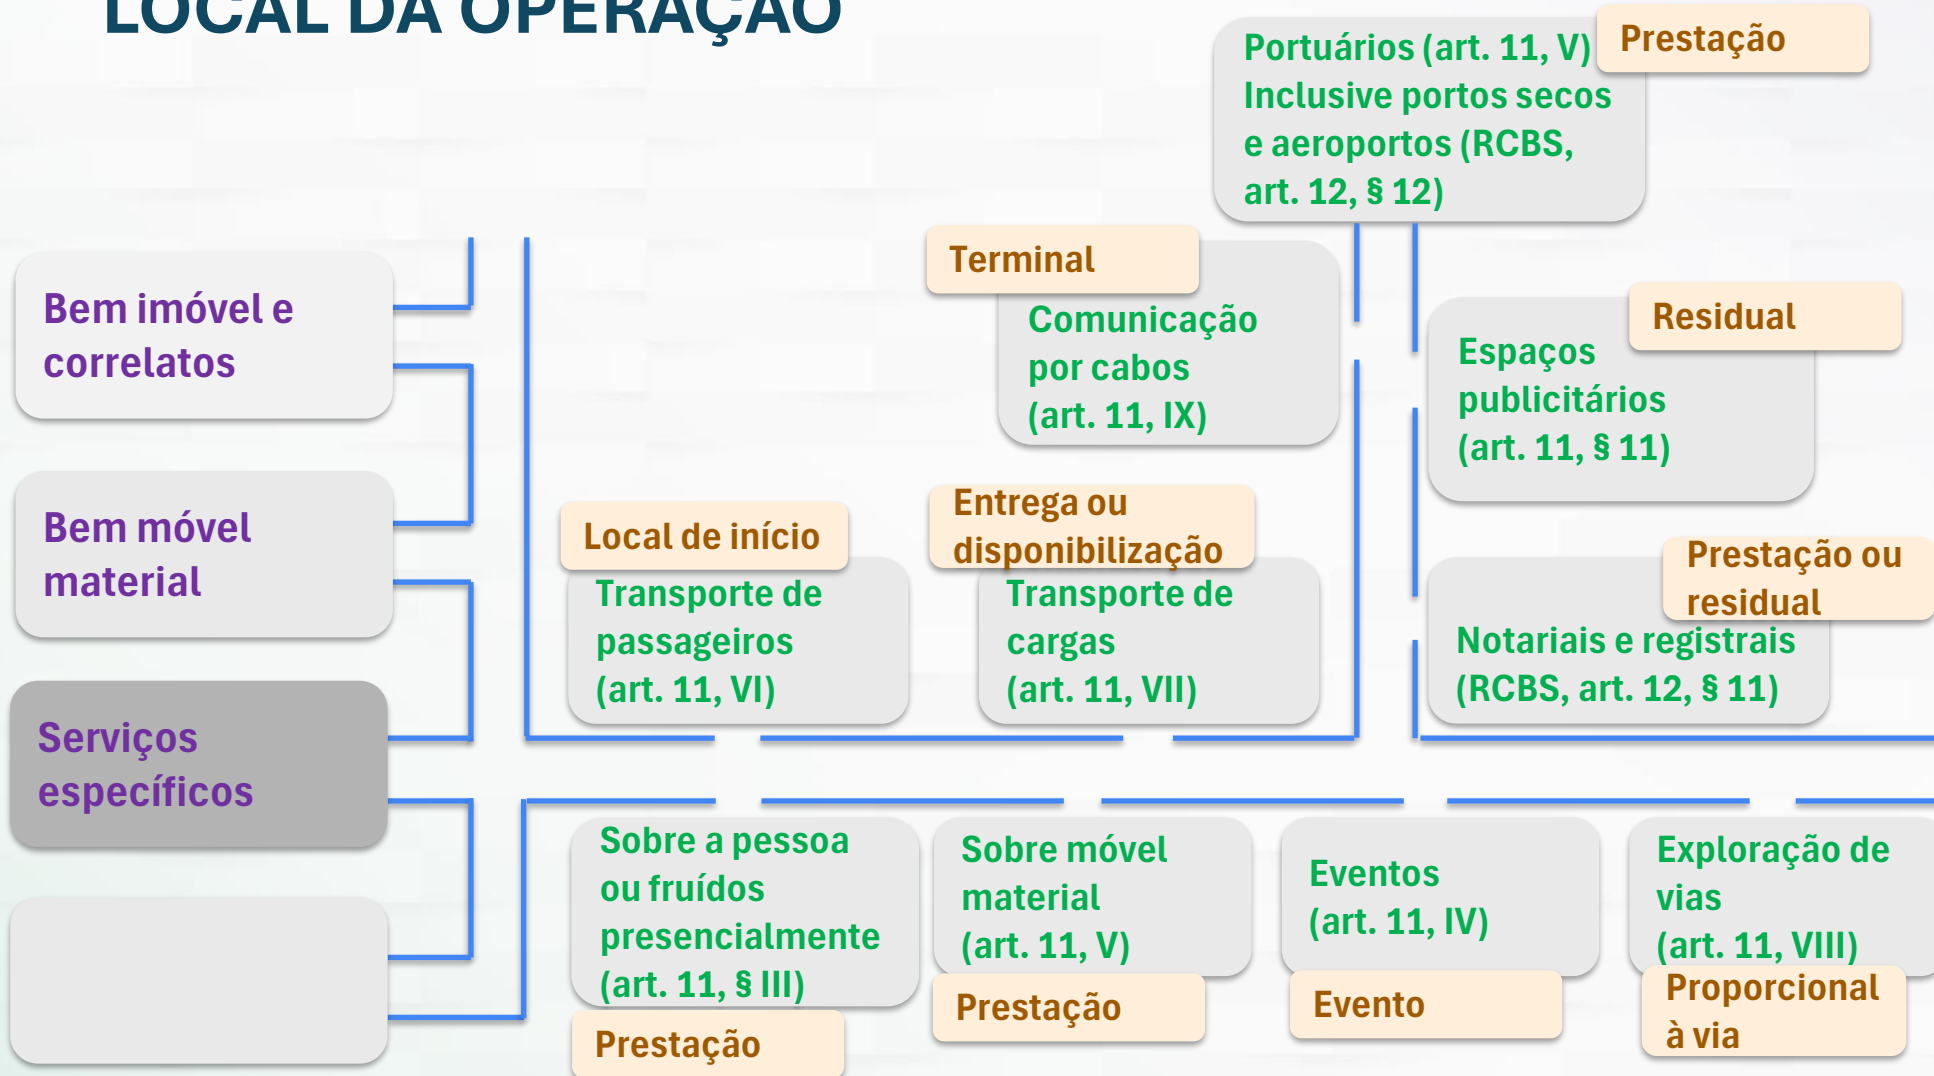 LOCAL DA OPERAÇÃO
Portuários (art. 11, V)
Inclusive portos secos
e aeroportos (RCBS,
art. 12, § 12)
Prestação
Bem imóvel e
correlatos
Terminal
Comunicação
por cabos
(art. 11, IX)
Residual
Espaços
publicitários
(art. 11, § 11)
Bem móvel
material
Local de início
Transporte de
passageiros
(art. 11, VI)
Entrega ou
disponibilização
Transporte de
cargas
(art. 11, VII)
Prestação ou
residual
Notariais e registrais
(RCBS, art. 12, § 11)
Serviços
específicos
Sobre a pessoa
ou fruídos
presencialmente
(art. 11, § III)
Prestação
Sobre móvel
material
(art. 11, V)
Prestação
Eventos
(art. 11, IV)
Evento
Exploração de
vias
(art. 11, VIII)
Proporcional
à via